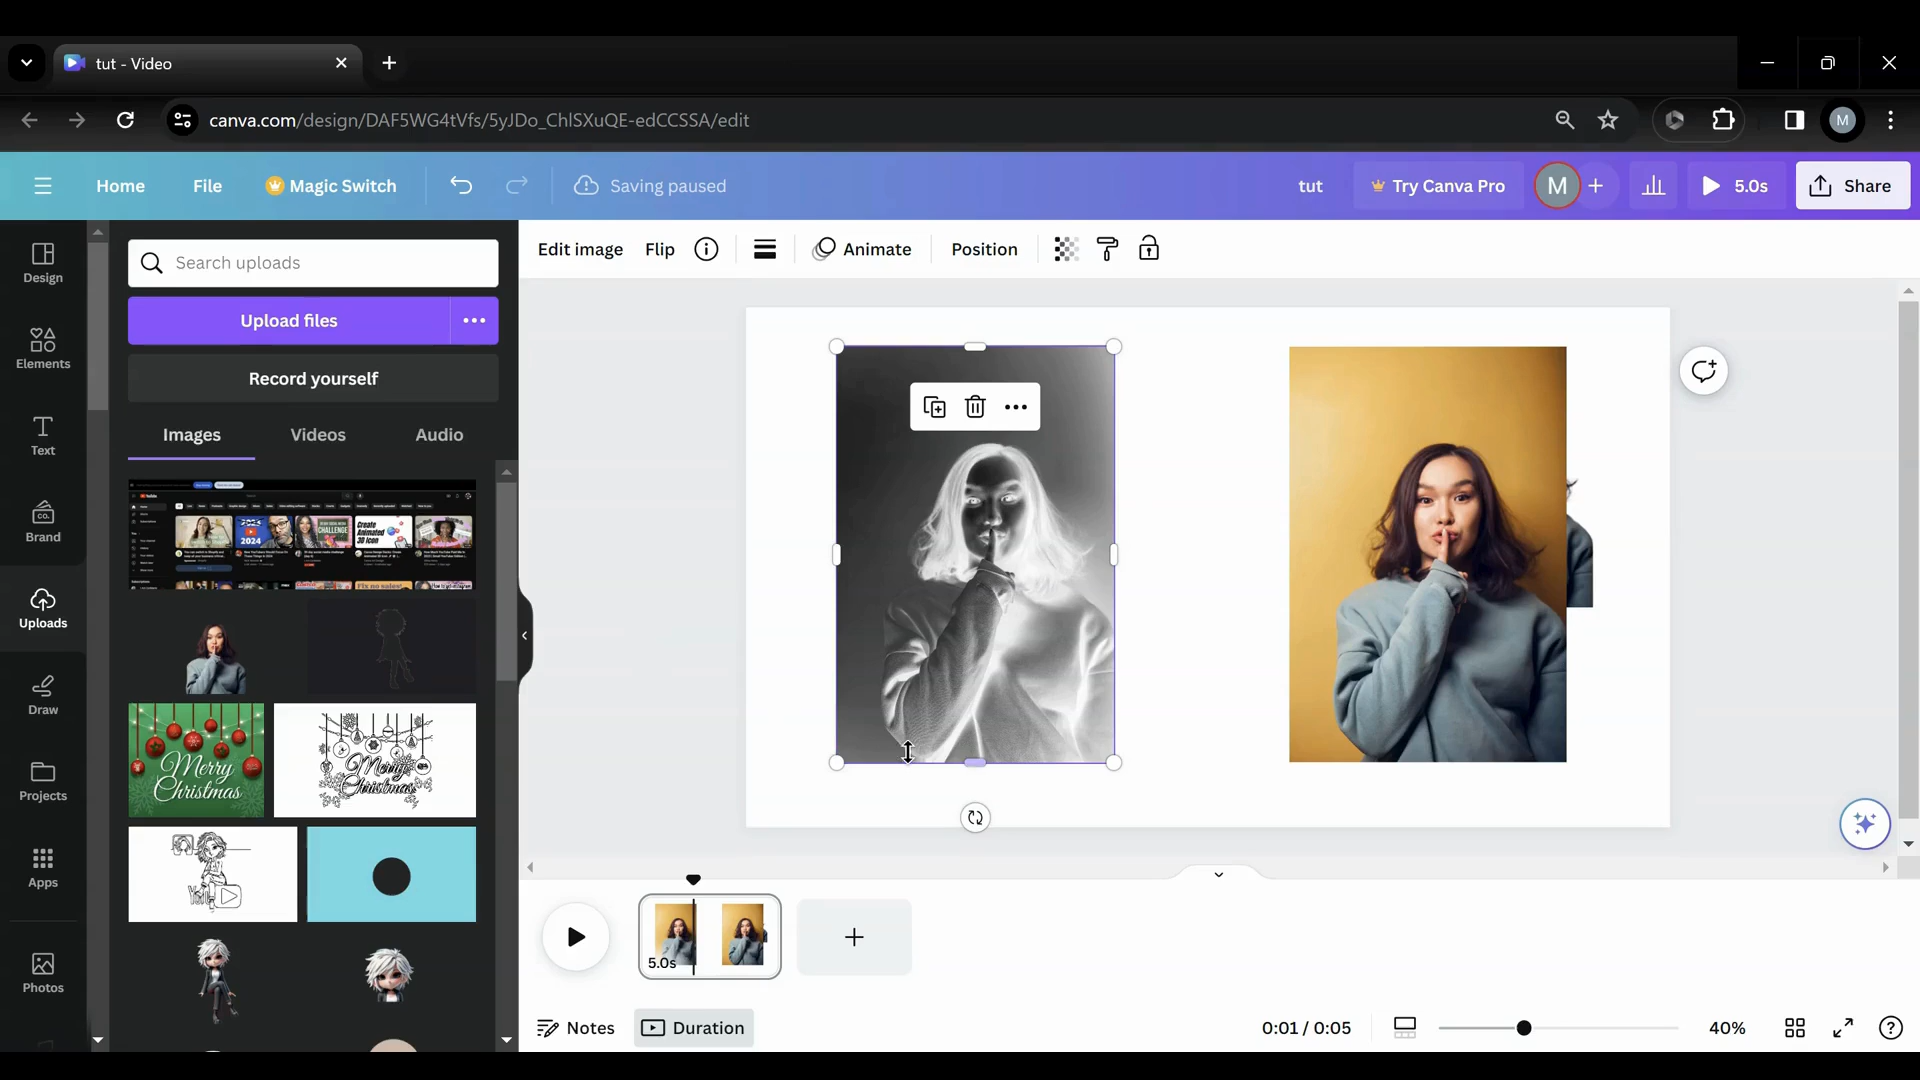 tut - Video
canva.com/design/DAF5WG4tVfs/5yJDo_ChlSXuQE-edCCSSA/edit
M
Home File Magic Switch Saving paused tut Try Canva Pro M 5.0s Share
Design
Elements
Text
CO.
Brand
Uploads
Draw
Projects
Apps
Photos
Search uploads
Upload files
Record yourself
Images Videos Audio
Merry
Christmas
Merry
Christmas
Edit image Flip Animate Position
5.0s
Notes Duration 0:01 / 0:05 40%